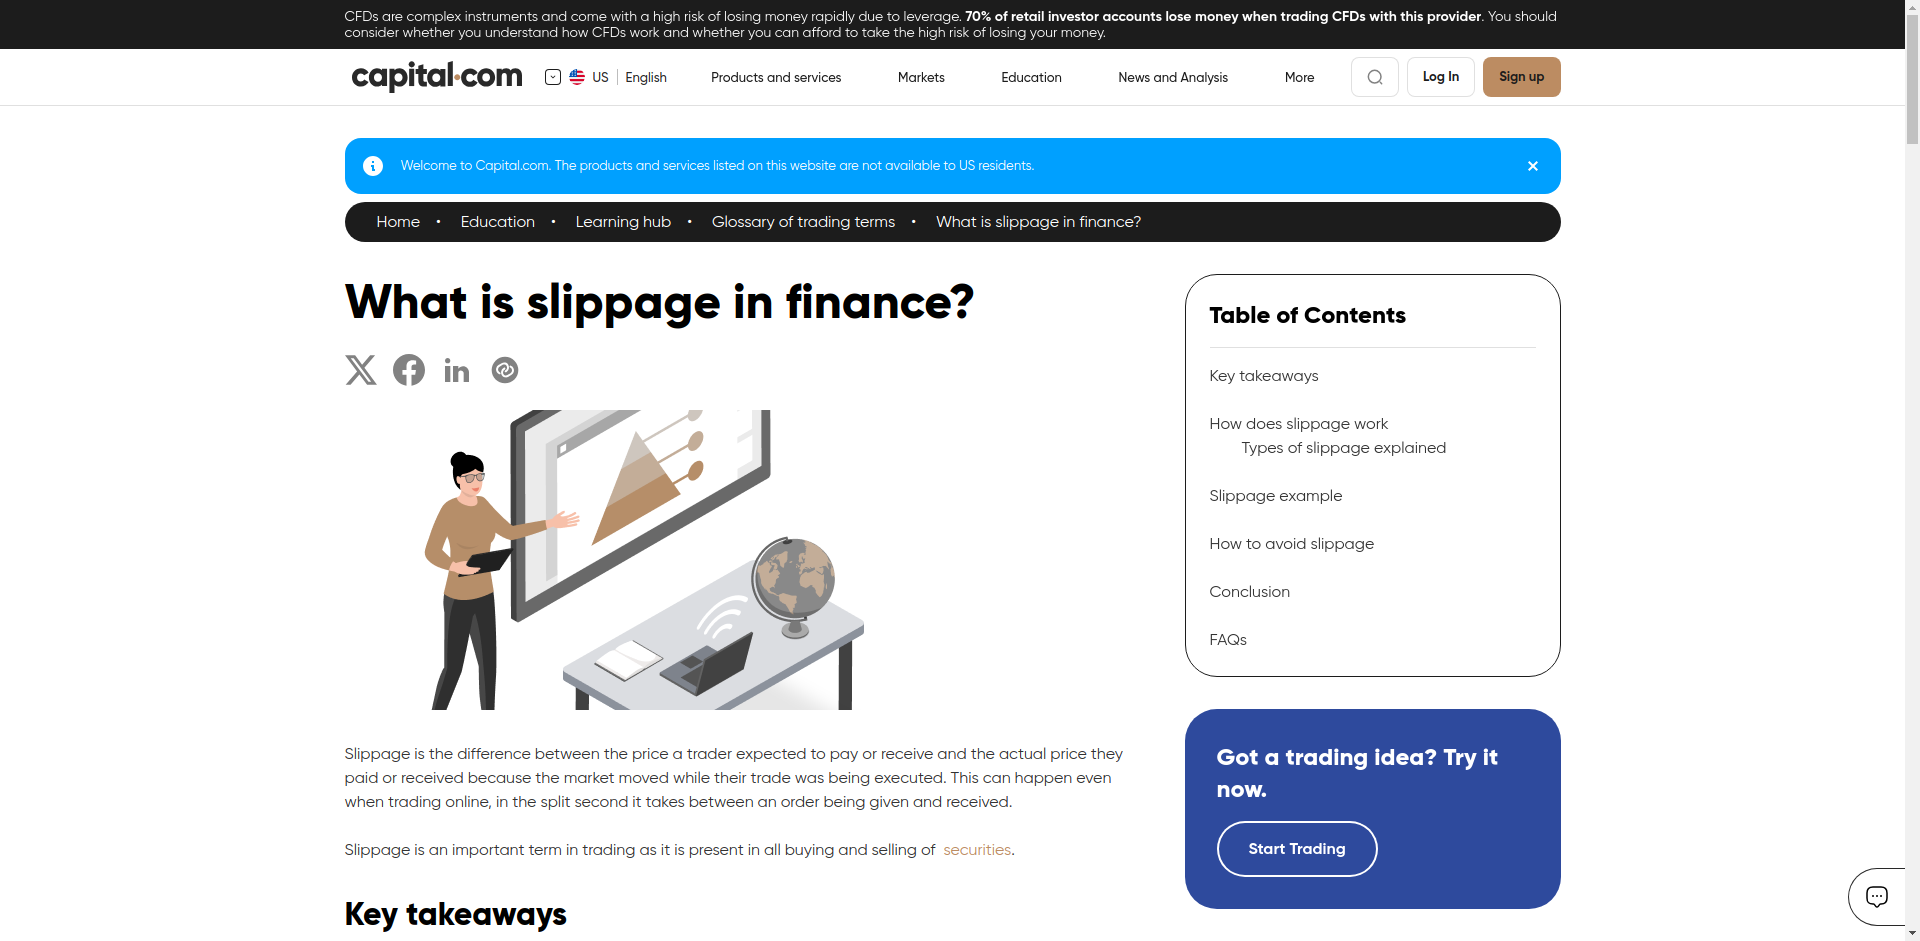 CFDs are complex instruments and come with a high risk of losing money rapidly due to leverage. 70% of retail investor accounts lose money when trading CFDs with this provider. You should
consider whether you understand how CFDs work and whether you can afford to take the high risk of losing your money.
capital.com
US
English
Products and services
Markets
Education
News and Analysis
More
Log In
Sign up
Welcome to Capital.com. The products and services listed on this website are not available to US residents.
Home • Education • Learning hub • Glossary of trading terms • What is slippage in finance?
What is slippage in finance?
Slippage is the difference between the price a trader expected to pay or receive and the actual price they
paid or received because the market moved while their trade was being executed. This can happen even
when trading online, in the split second it takes between an order being given and received.
Slippage is an important term in trading as it is present in all buying and selling of securities.
Key takeaways
Table of Contents
Key takeaways
How does slippage work
Types of slippage explained
Slippage example
How to avoid slippage
Conclusion
FAQs
Got a trading idea? Try it
now.
Start Trading